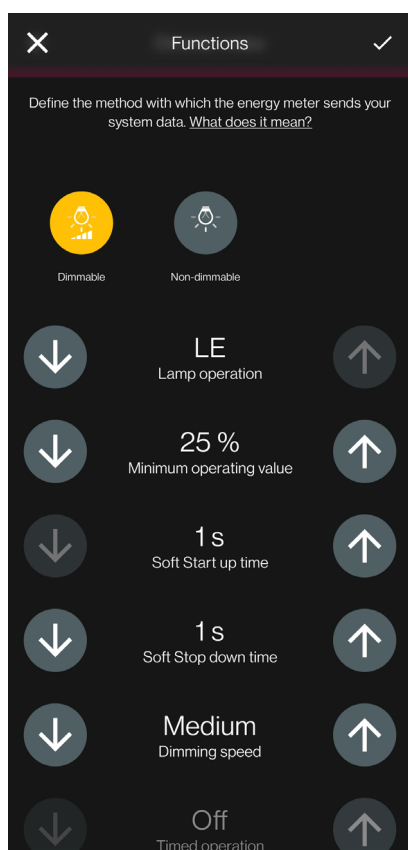 Functions
Define the method with which the energy meter sends your
system data. What does it mean?
Dimmable
Non-dimmable
LE
Lamp operation
25 %
Minimum operating value
1 s
Soft Start up time
1 s
Soft Stop down time
Medium
Dimming speed
Off
Timed operation